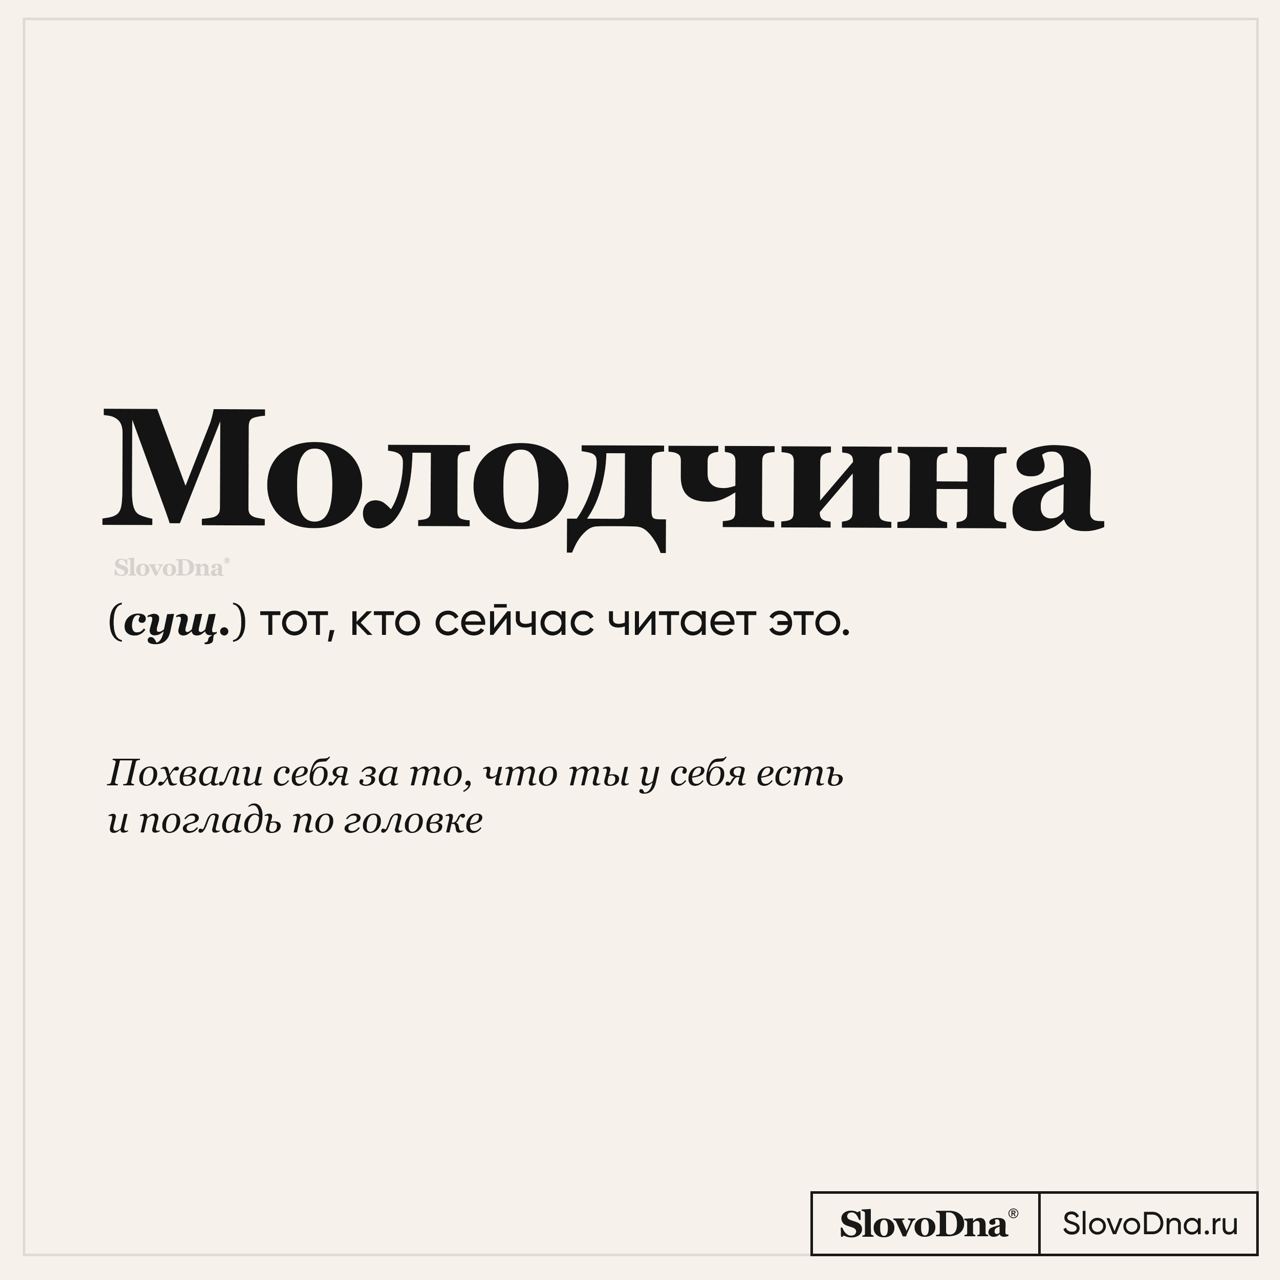 Молодчина
SlovoDna®
(сущ.) тот, кто сейчас читает это.
Похвали себя за то, что ты у себя есть
и погладь по головке
SlovoDna® SlovoDna.ru